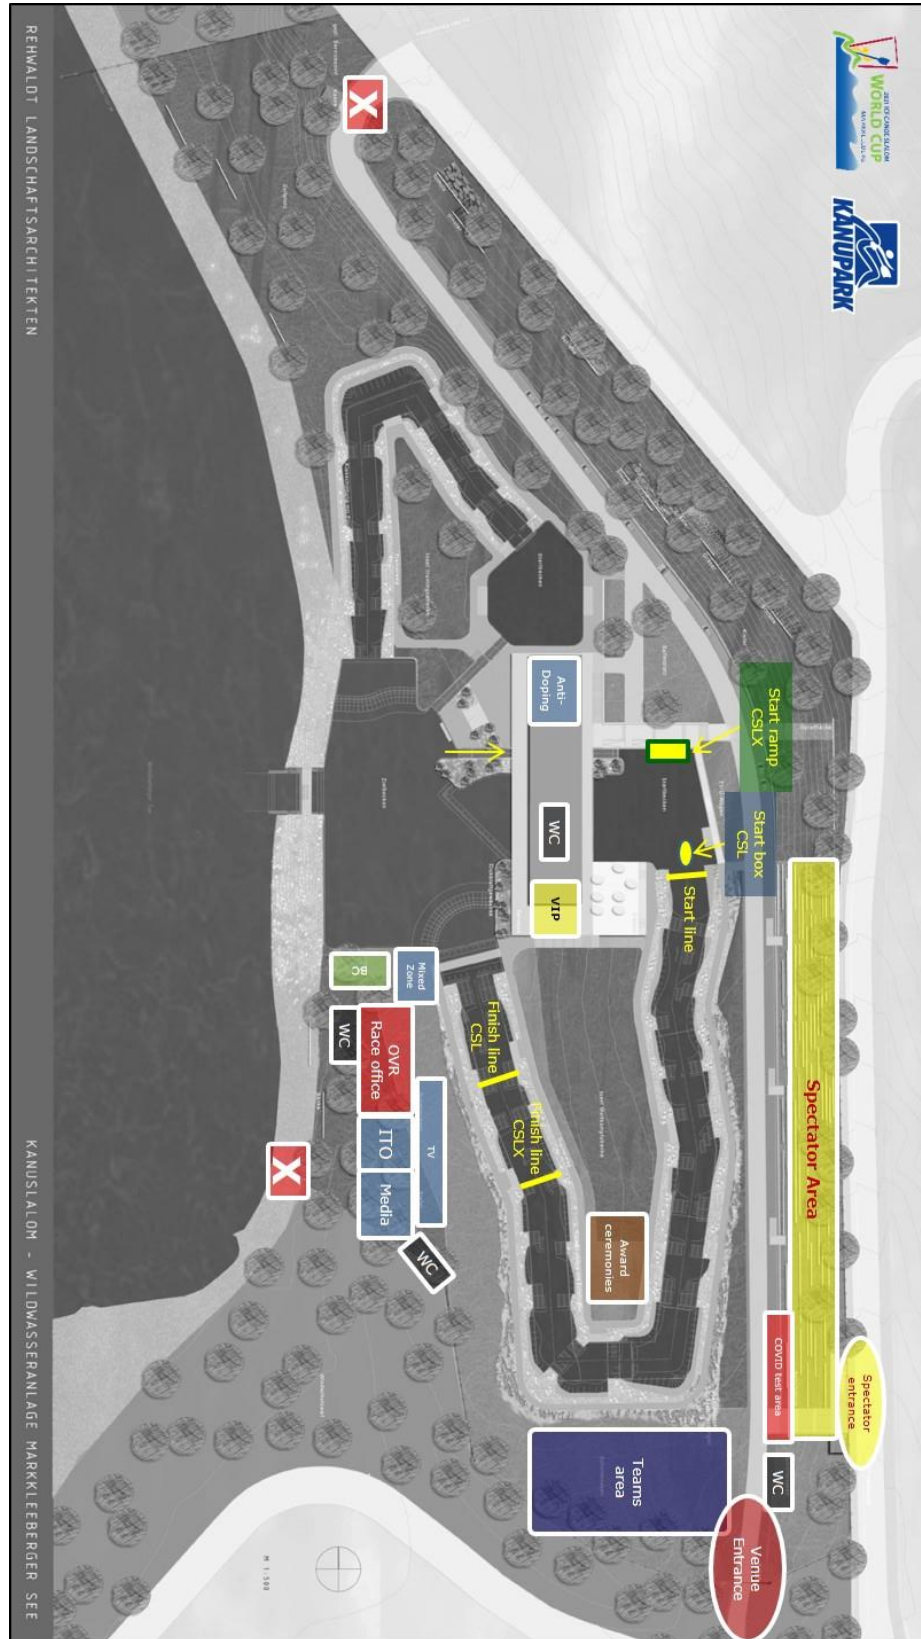 2021 ICF CANOE SLALOM
WORLD CUP
MARKKLEEBERG
KANUPARK
X
Start ramp
CSLX
Start box
CSL
Start line
Spectator Area
Spectator
entrance
COVID test area
WC
Venue
Entrance
Teams
area
Award
ceremonies
Anti-
Doping
WC
VIP
Startbecken
Startbecken
Zielbecken
Finish line
CSL
Finish line
CSLX
Mixed
Zone
BC
WC
OVR
Race office
TV
ITO
Media
WC
X
M 1:500
REHWALDT LANDSCHAFTSARCHITEKTEN
KANUSLALOM - WILDWASSERANLAGE MARKKLEEBERGER SEE